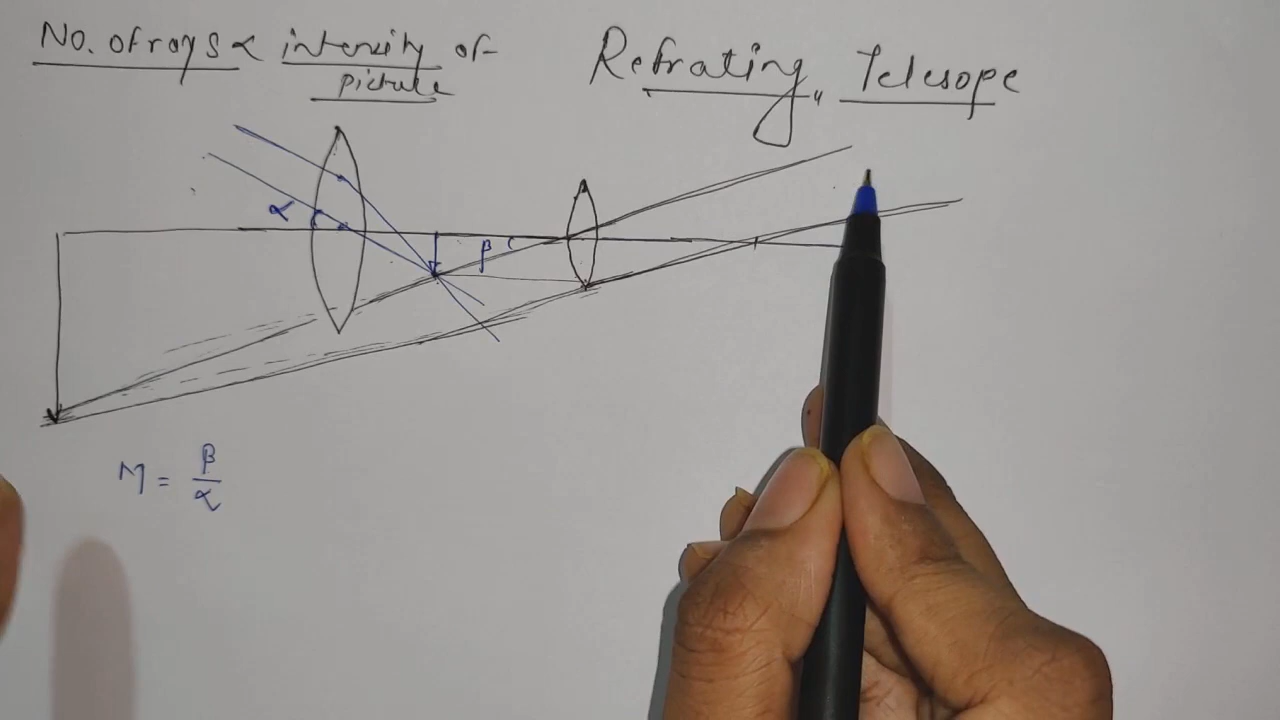 No. of rays ∝ intensity of
picture
Refrating Telesope
α
β
M = β/α